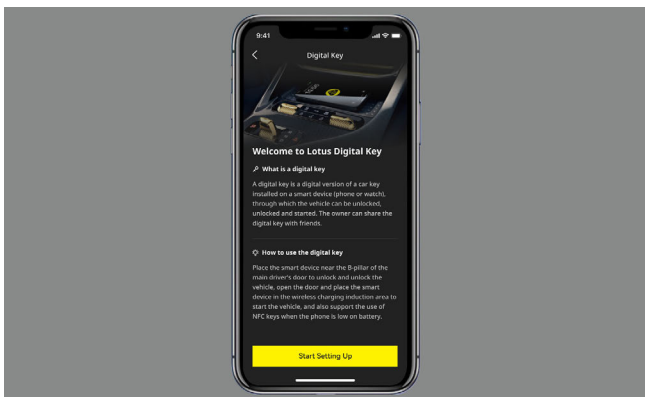 9:41
Digital Key
Welcome to Lotus Digital Key
What is a digital key
A digital key is a digital version of a car key
installed on a smart device (phone or watch),
through which the vehicle can be unlocked,
unlocked and started. The owner can share the
digital key with friends.
How to use the digital key
Place the smart device near the B-pillar of the
main driver's door to unlock and unlock the
vehicle, open the door and place the smart
device in the wireless charging induction area to
start the vehicle, and also support the use of
NFC keys when the phone is low on battery.
Start Setting Up